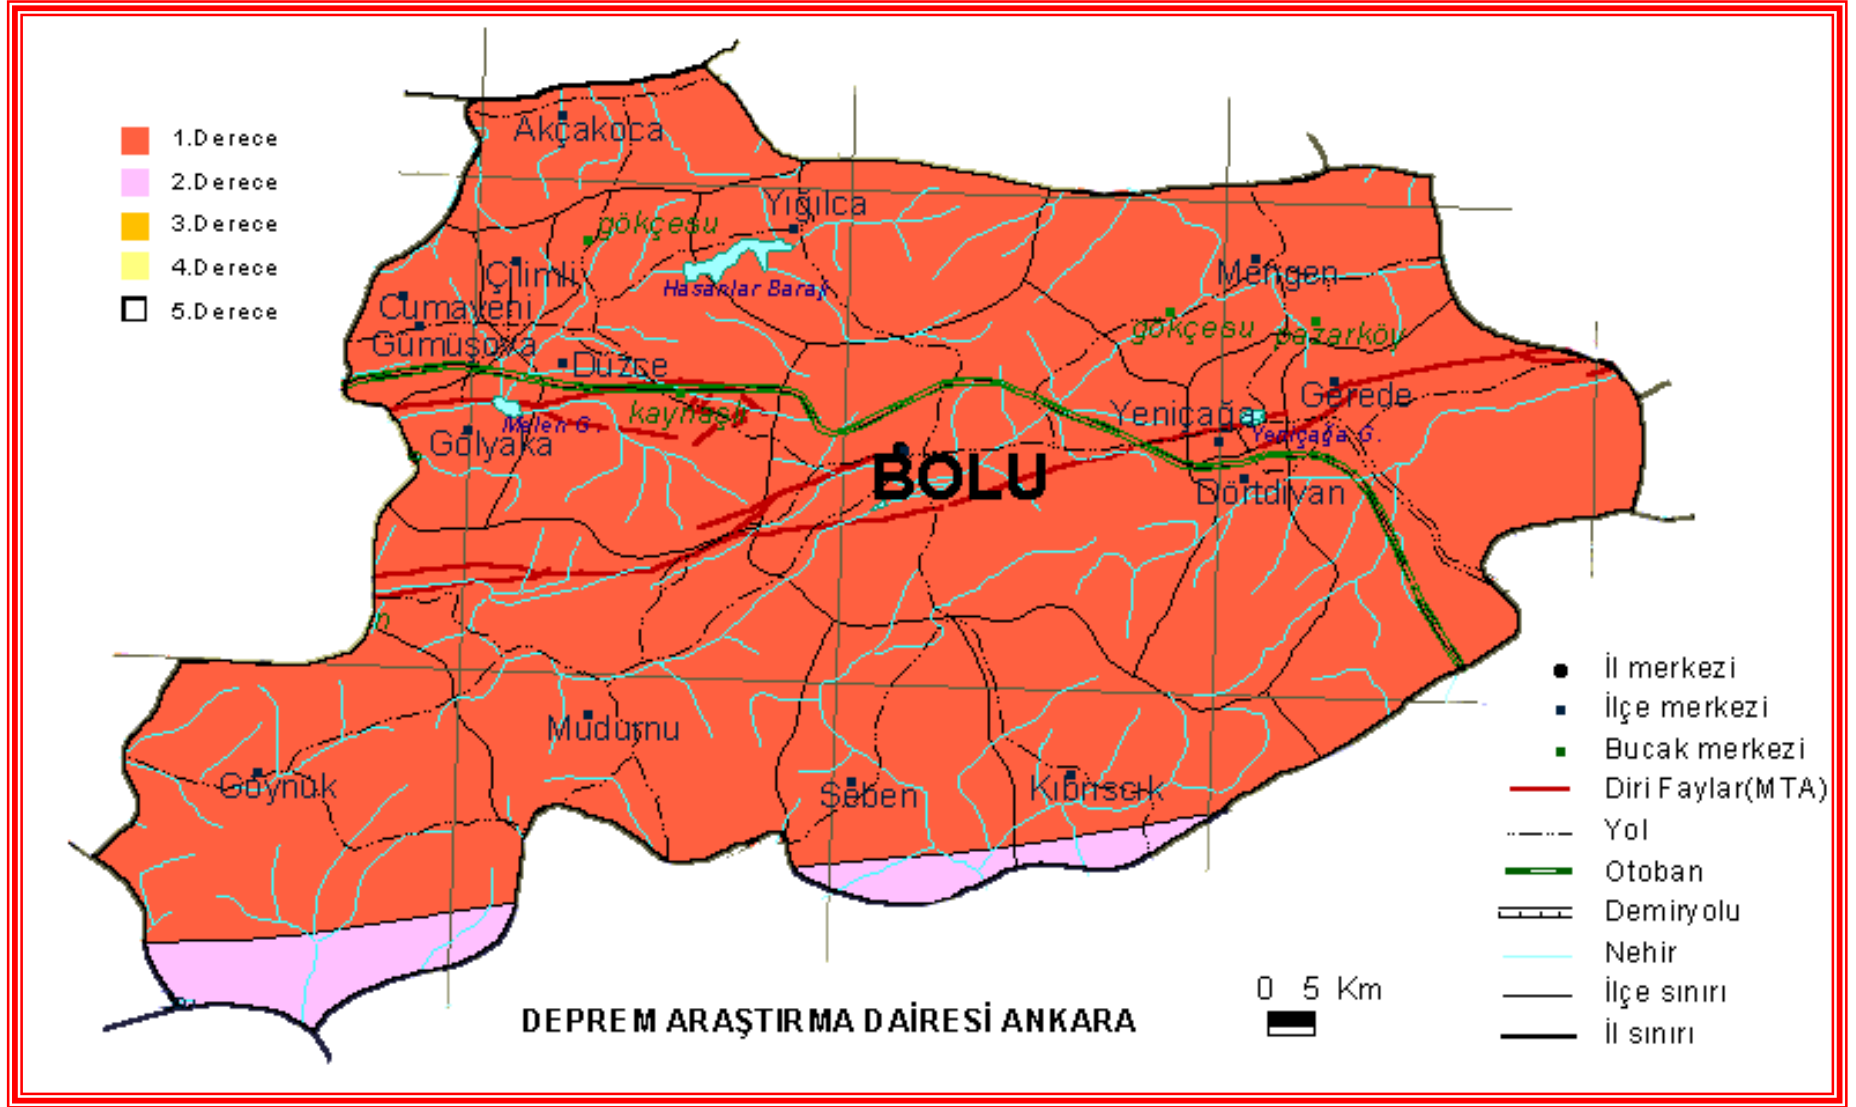 1.Derece
2.Derece
3.Derece
4.Derece
5.Derece
Akçakoca
Yığılca
gökçesu
Çilimli
Hasanlar Barajı
Cumayeni
Gümüşova
Düzce
kaynaşlı
Melen G.
Gölyaka
Mengen
gökçesu
pazarköy
Gerede
Yeniçağa
Yeniçağa G.
BOLU
Dörtdivan
Mudurnu
Göynük
Seben
Kıbrıscık
İl merkezi
İlçe merkezi
Bucak merkezi
Diri Faylar(MTA)
Yol
Otoban
Demiryolu
Nehir
İlçe sınırı
İl sınırı
0 5 Km
DEPREM ARAŞTIRMA DAİRESİ ANKARA